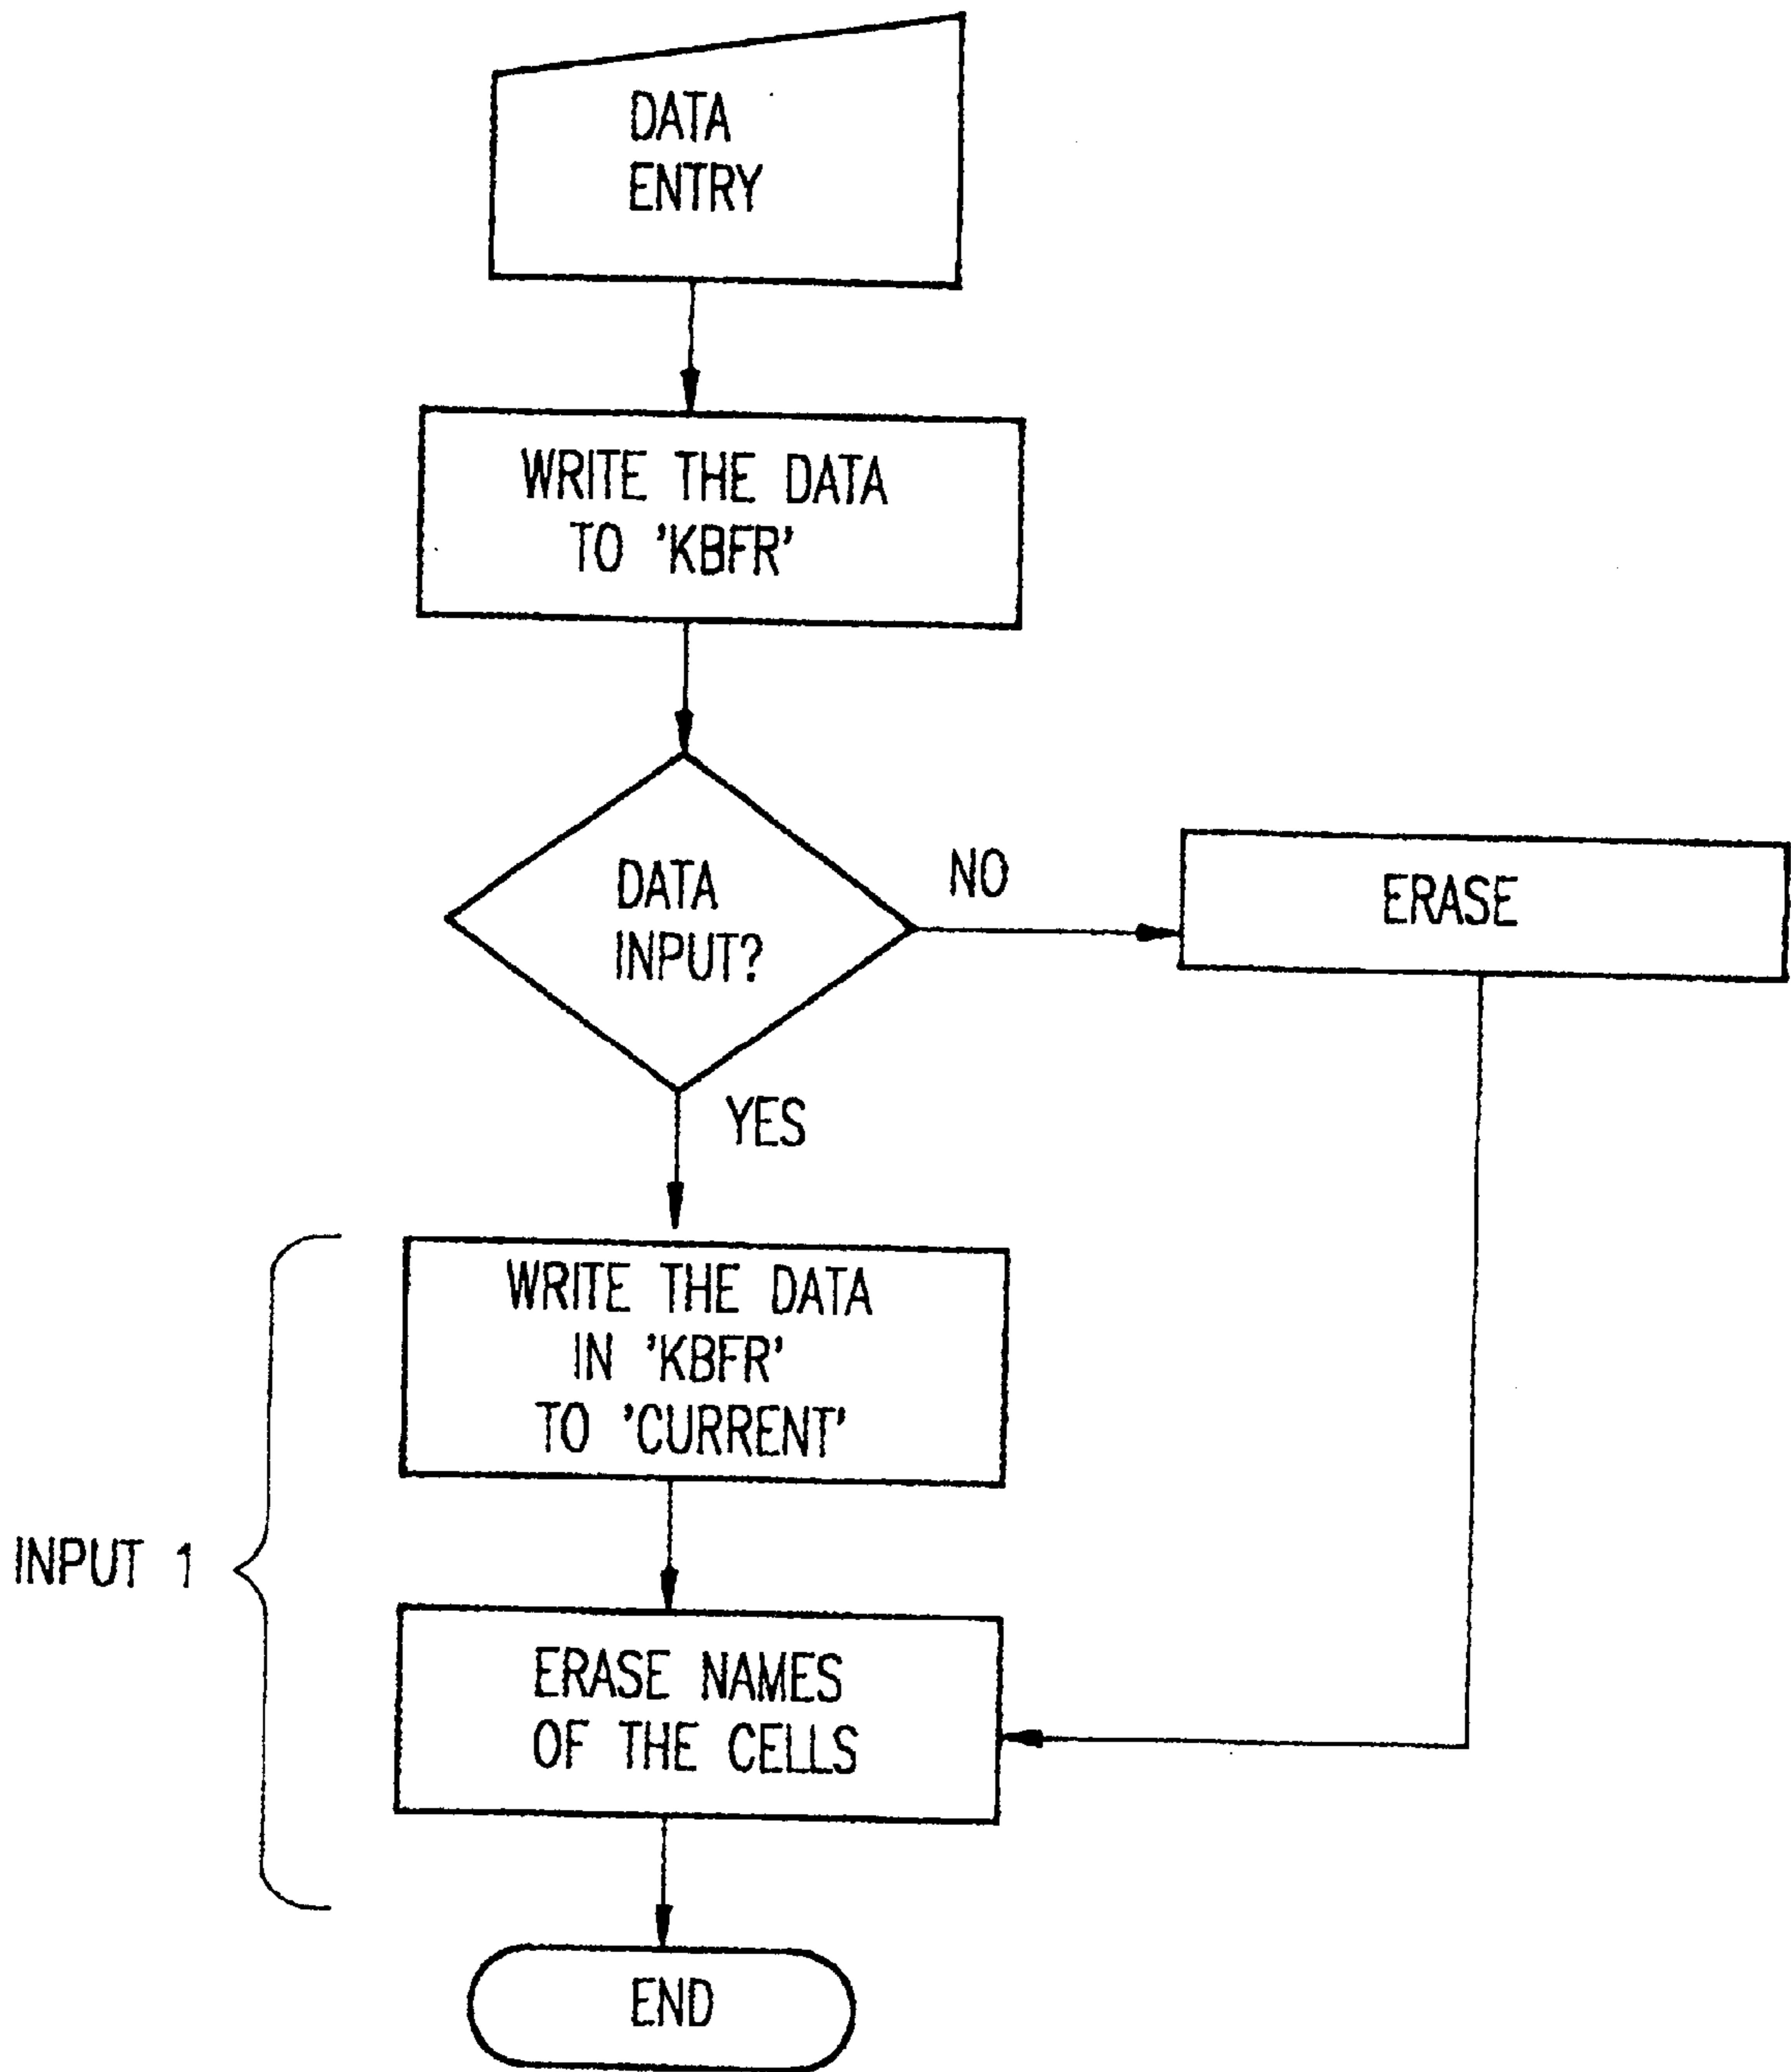 DATA
ENTRY
WRITE THE DATA
TO 'KBFR'
DATA
INPUT?
NO
ERASE
YES
WRITE THE DATA
IN 'KBFR'
TO 'CURRENT'
INPUT 1
ERASE NAMES
OF THE CELLS
END